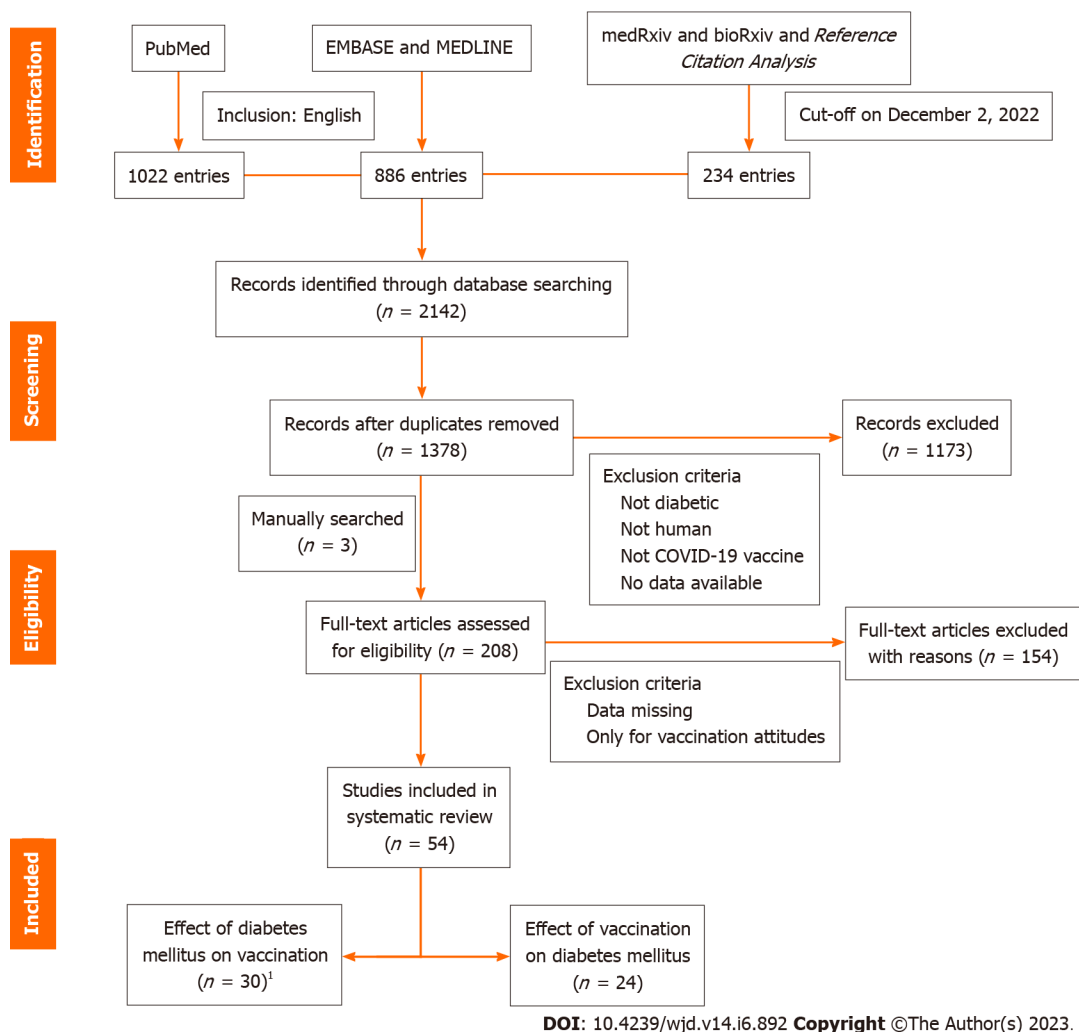 Identification
PubMed
EMBASE and MEDLINE
medRxiv and bioRxiv and Reference
Citation Analysis
Inclusion: English
Cut-off on December 2, 2022
1022 entries
886 entries
234 entries
Screening
Records identified through database searching
(n = 2142)
Records after duplicates removed
(n = 1378)
Records excluded
(n = 1173)
Exclusion criteria
Not diabetic
Not human
Not COVID-19 vaccine
No data available
Manually searched
(n = 3)
Eligibility
Full-text articles assessed
for eligibility (n = 208)
Full-text articles excluded
with reasons (n = 154)
Exclusion criteria
Data missing
Only for vaccination attitudes
Included
Studies included in
systematic review
(n = 54)
Effect of diabetes
mellitus on vaccination
(n = 30)¹
Effect of vaccination
on diabetes mellitus
(n = 24)
DOI: 10.4239/wjd.v14.i6.892 Copyright ©The Author(s) 2023.